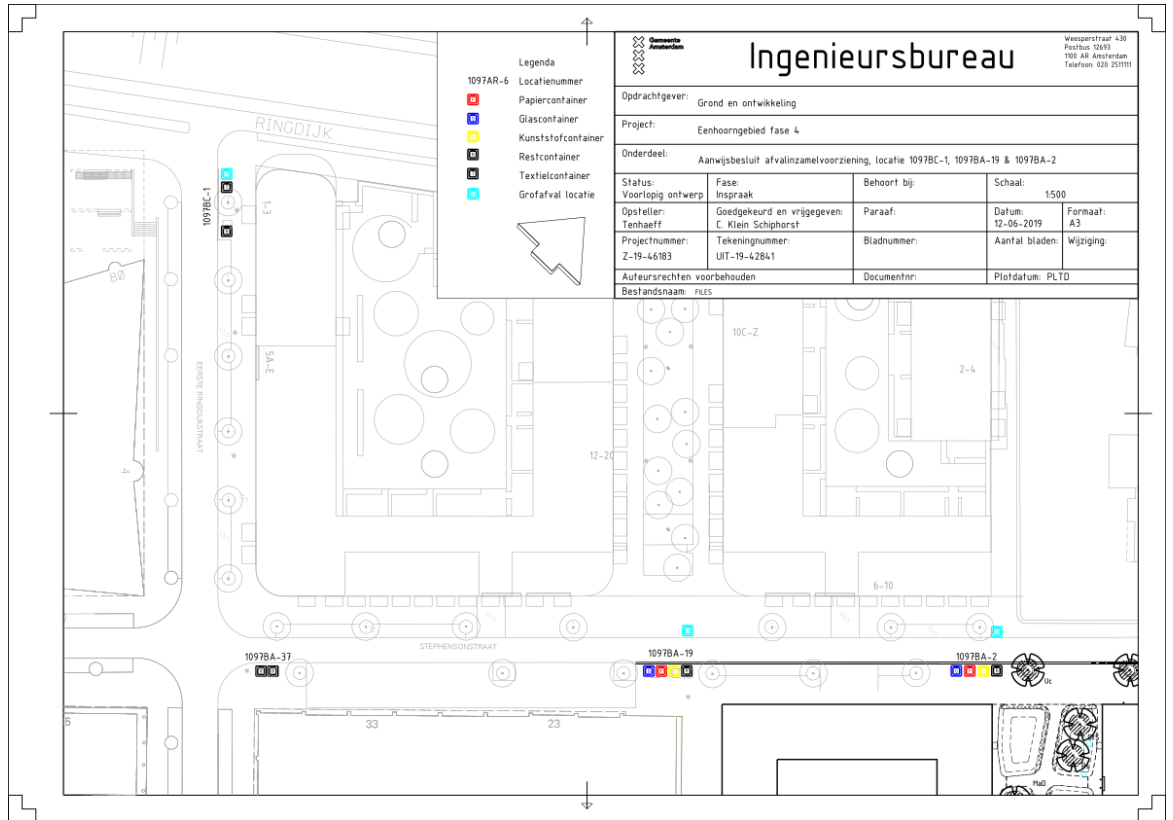 Gemeente
Amsterdam
Ingenieursbureau
Weesperstraat 430
Postbus 12693
1100 AR Amsterdam
Telefoon: 020 2511111
Opdrachtgever: Grond en ontwikkeling
Project: Eenhoorngebied fase 4
Onderdeel: Aanwijsbesluit afvalinzamelvoorziening, locatie 1097BC-1, 1097BA-19 & 1097BA-2
Status: Voorlopig ontwerp
Fase: Inspraak
Behoort bij:
Schaal: 1:500
Opsteller: Tenhaeff
Goedgekeurd en vrijgegeven: C. Klein Schiphorst
Paraaf:
Datum: 12-06-2019
Formaat: A3
Projectnummer: Z-19-46183
Tekeningnummer: UIT-19-42841
Bladnummer:
Aantal bladen:
Wijziging:
Auteursrechten voorbehouden
Documentnr:
Plotdatum: PLTD
Bestandsnaam: FILES
Legenda
1097AR-6 Locatienummer
Papiercontainer
Glascontainer
Kunststofcontainer
Restcontainer
Textielcontainer
Grofafval locatie
RINGDIJK
1097BC-1
1-3
80
5A-E
EERSTE RINGDIJKSTRAAT
4
10C-Z
2-4
12-20
6-10
STEPHENSONSTRAAT
1097BA-37
1097BA-19
1097BA-2
Uc
33
23
MaD